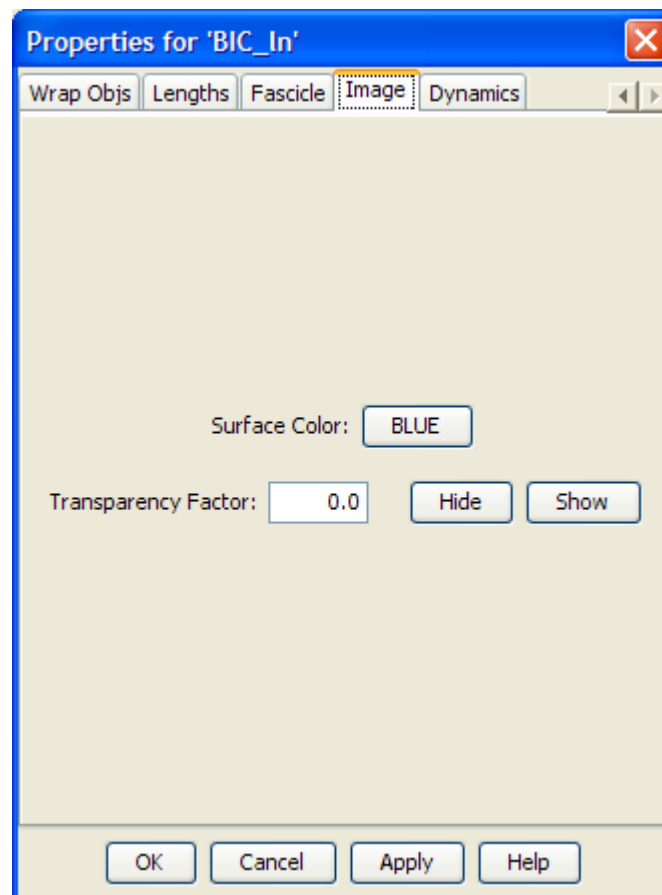 Properties for 'BIC_ln'
Wrap Objs Lengths Fascicle Image Dynamics
Surface Color: BLUE
Transparency Factor: 0.0 Hide Show
OK Cancel Apply Help